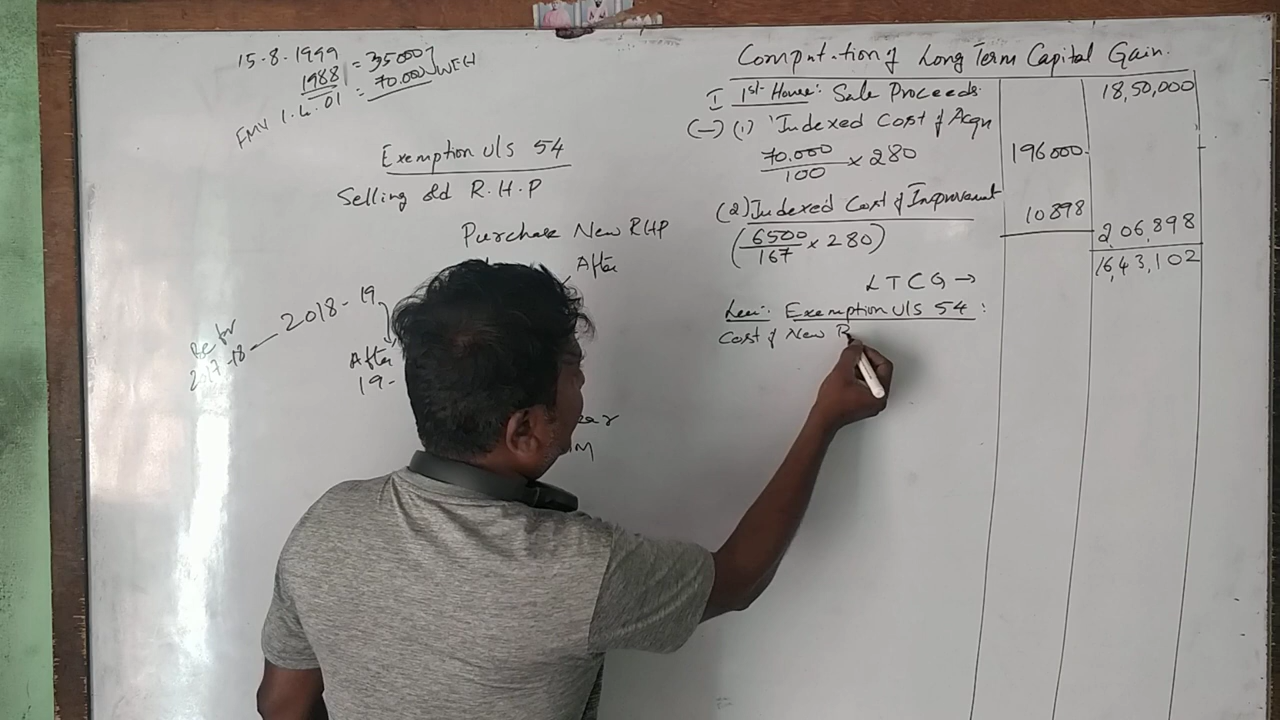 15-8-1999 = 35000
1988 = 70.000 WEH
FMV 1.4.01
Exemption U/s 54
Selling old R.H.P
Purchase New RHP
After
Before
2017-18 — 2018-19
After
19-
ear
M
Computation of Long Term Capital Gain.
I 1st House: Sale Proceeds 18,50,000
(—) (1) Indexed Cost of Acqn
70.000/100 × 280 196000
(2) Indexed Cost of Improvement
(6500/167 × 280) 10898 2,06,898
LTCG → 16,43,102
Less: Exemption U/s 54:
Cost of New R